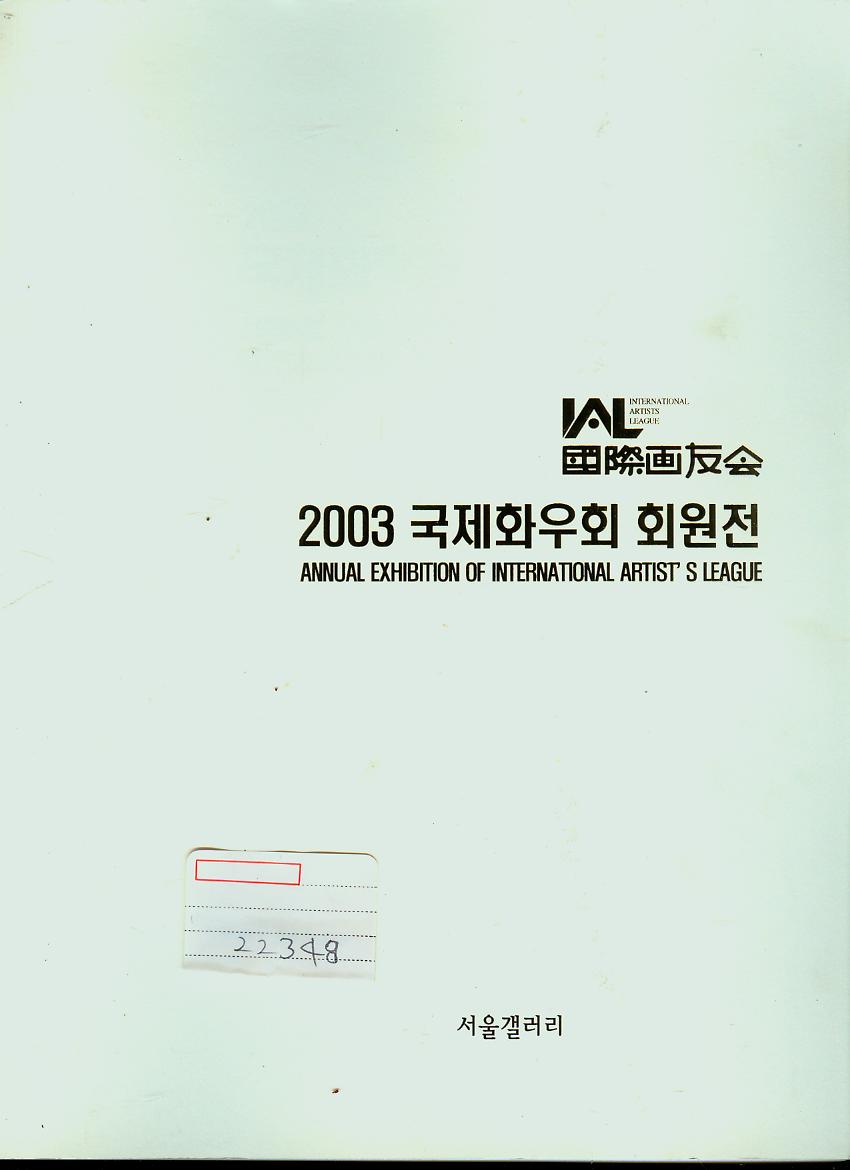 IAL
INTERNATIONAL
ARTISTS
LEAGUE
國際画友会
2003 국제화우회 회원전
ANNUAL EXHIBITION OF INTERNATIONAL ARTIST' S LEAGUE
22348
서울갤러리